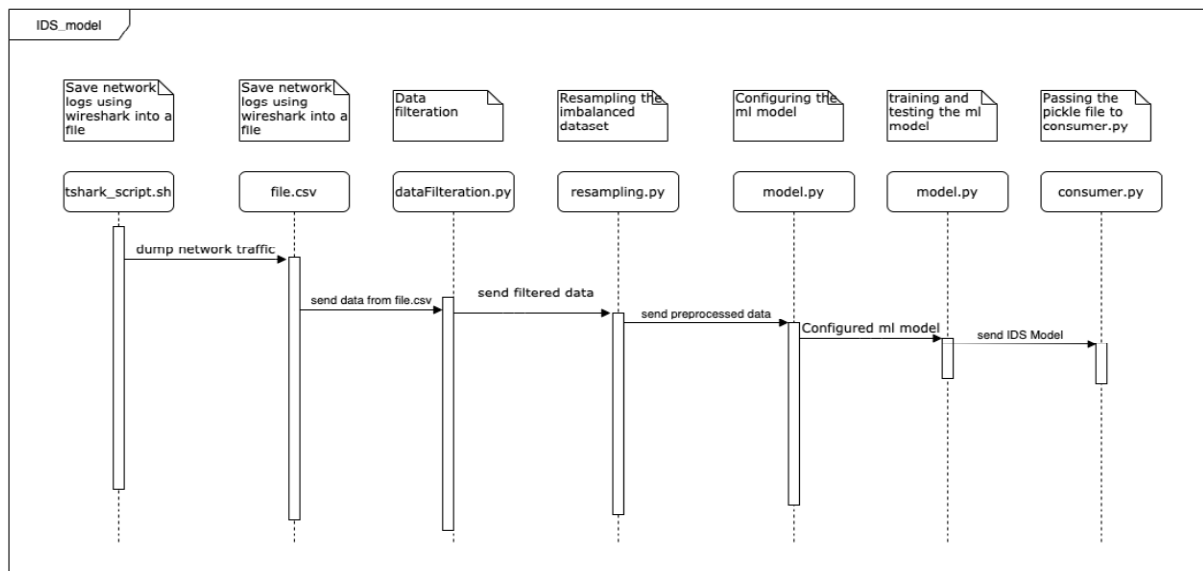 IDS_model
Save network
logs using
wireshark into a
file
Save network
logs using
wireshark into a
file
Data
filteration
Resampling the
imbalanced
dataset
Configuring the
ml model
training and
testing the ml
model
Passing the
pickle file to
consumer.py
tshark_script.sh
file.csv
dataFilteration.py
resampling.py
model.py
model.py
consumer.py
dump network traffic
send data from file.csv
send filtered data
send preprocessed data
Configured ml model
send IDS Model